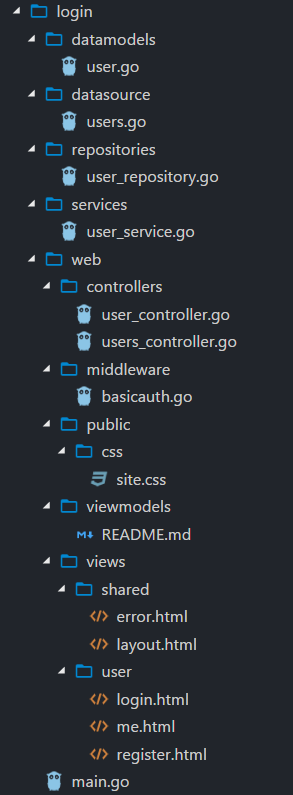 login
datamodels
user.go
datasource
users.go
repositories
user_repository.go
services
user_service.go
web
controllers
user_controller.go
users_controller.go
middleware
basicauth.go
public
css
site.css
viewmodels
README.md
views
shared
error.html
layout.html
user
login.html
me.html
register.html
main.go